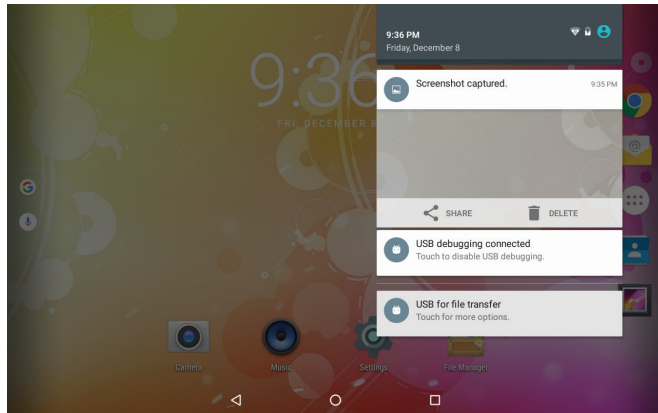 9:36
FRI, DECEMBER 8
9:36 PM
Friday, December 8
Screenshot captured.
9:35 PM
SHARE
DELETE
USB debugging connected
Touch to disable USB debugging.
USB for file transfer
Touch for more options.
Camera
Music
Settings
File Manager